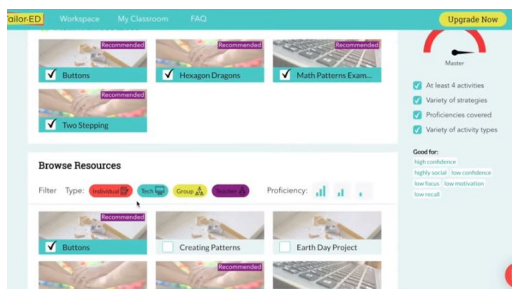 Tailor-ED
Workspace
My Classroom
FAQ
Upgrade Now
Recommended
Buttons
Recommended
Hexagon Dragons
Recommended
Math Patterns Exam...
Recommended
Two Stepping
Master
At least 4 activities
Variety of strategies
Proficiencies covered
Variety of activity types
Good for:
high confidence
highly social low confidence
low focus low motivation
low recall
Browse Resources
Filter Type: Individual Tech Group Teacher Proficiency:
Recommended
Buttons
Creating Patterns
Earth Day Project
Recommended